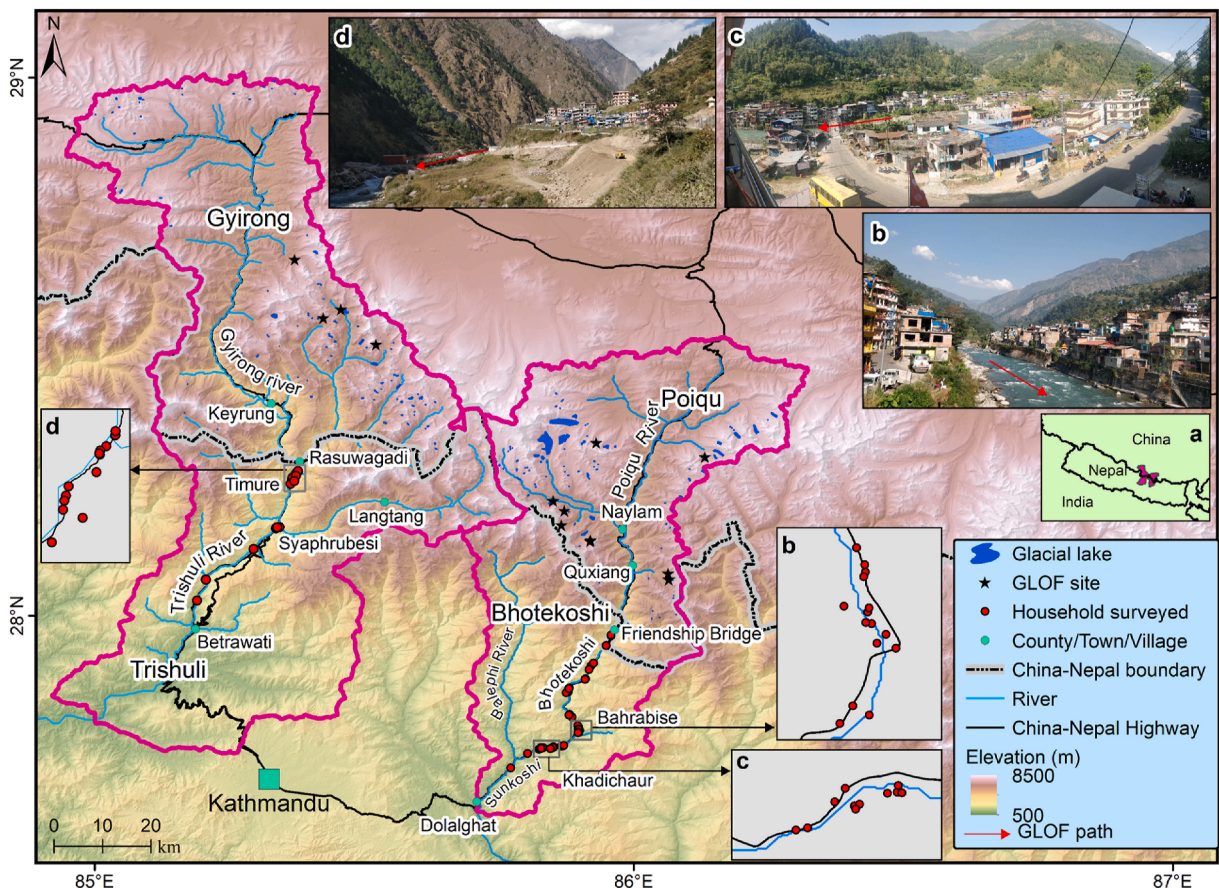 N
29°N
28°N
d
c
b
Gyirong
Gyirong river
Keyrung
Rasuwagadi
Timure
Langtang
Syaphrubesi
Trishuli River
Betrawati
Trishuli
Kathmandu
0 10 20
km
d
Poiqu
Poiqu River
Naylam
Quxiang
Bhotekoshi
Friendship Bridge
Balephi River
Bhotekoshi
Bahrabise
Khadichaur
Sunkoshi
Dolalghat
a
China
Nepal
India
b
c
Glacial lake
GLOF site
Household surveyed
County/Town/Village
China-Nepal boundary
River
China-Nepal Highway
Elevation (m)
8500
500
GLOF path
85°E
86°E
87°E